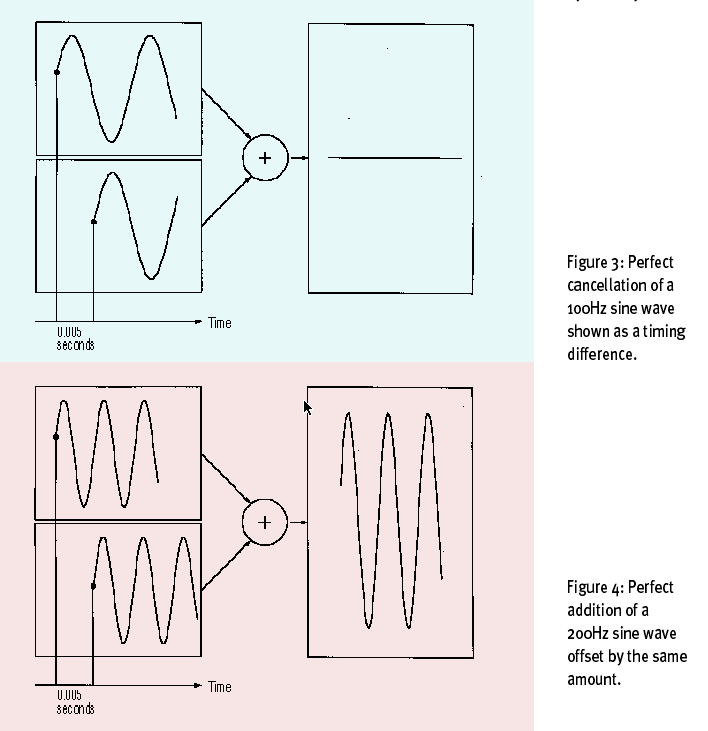 +
Time
0.005
seconds
Figure 3: Perfect
cancellation of a
100Hz sine wave
shown as a timing
difference.
+
Time
0.005
seconds
Figure 4: Perfect
addition of a
200Hz sine wave
offset by the same
amount.